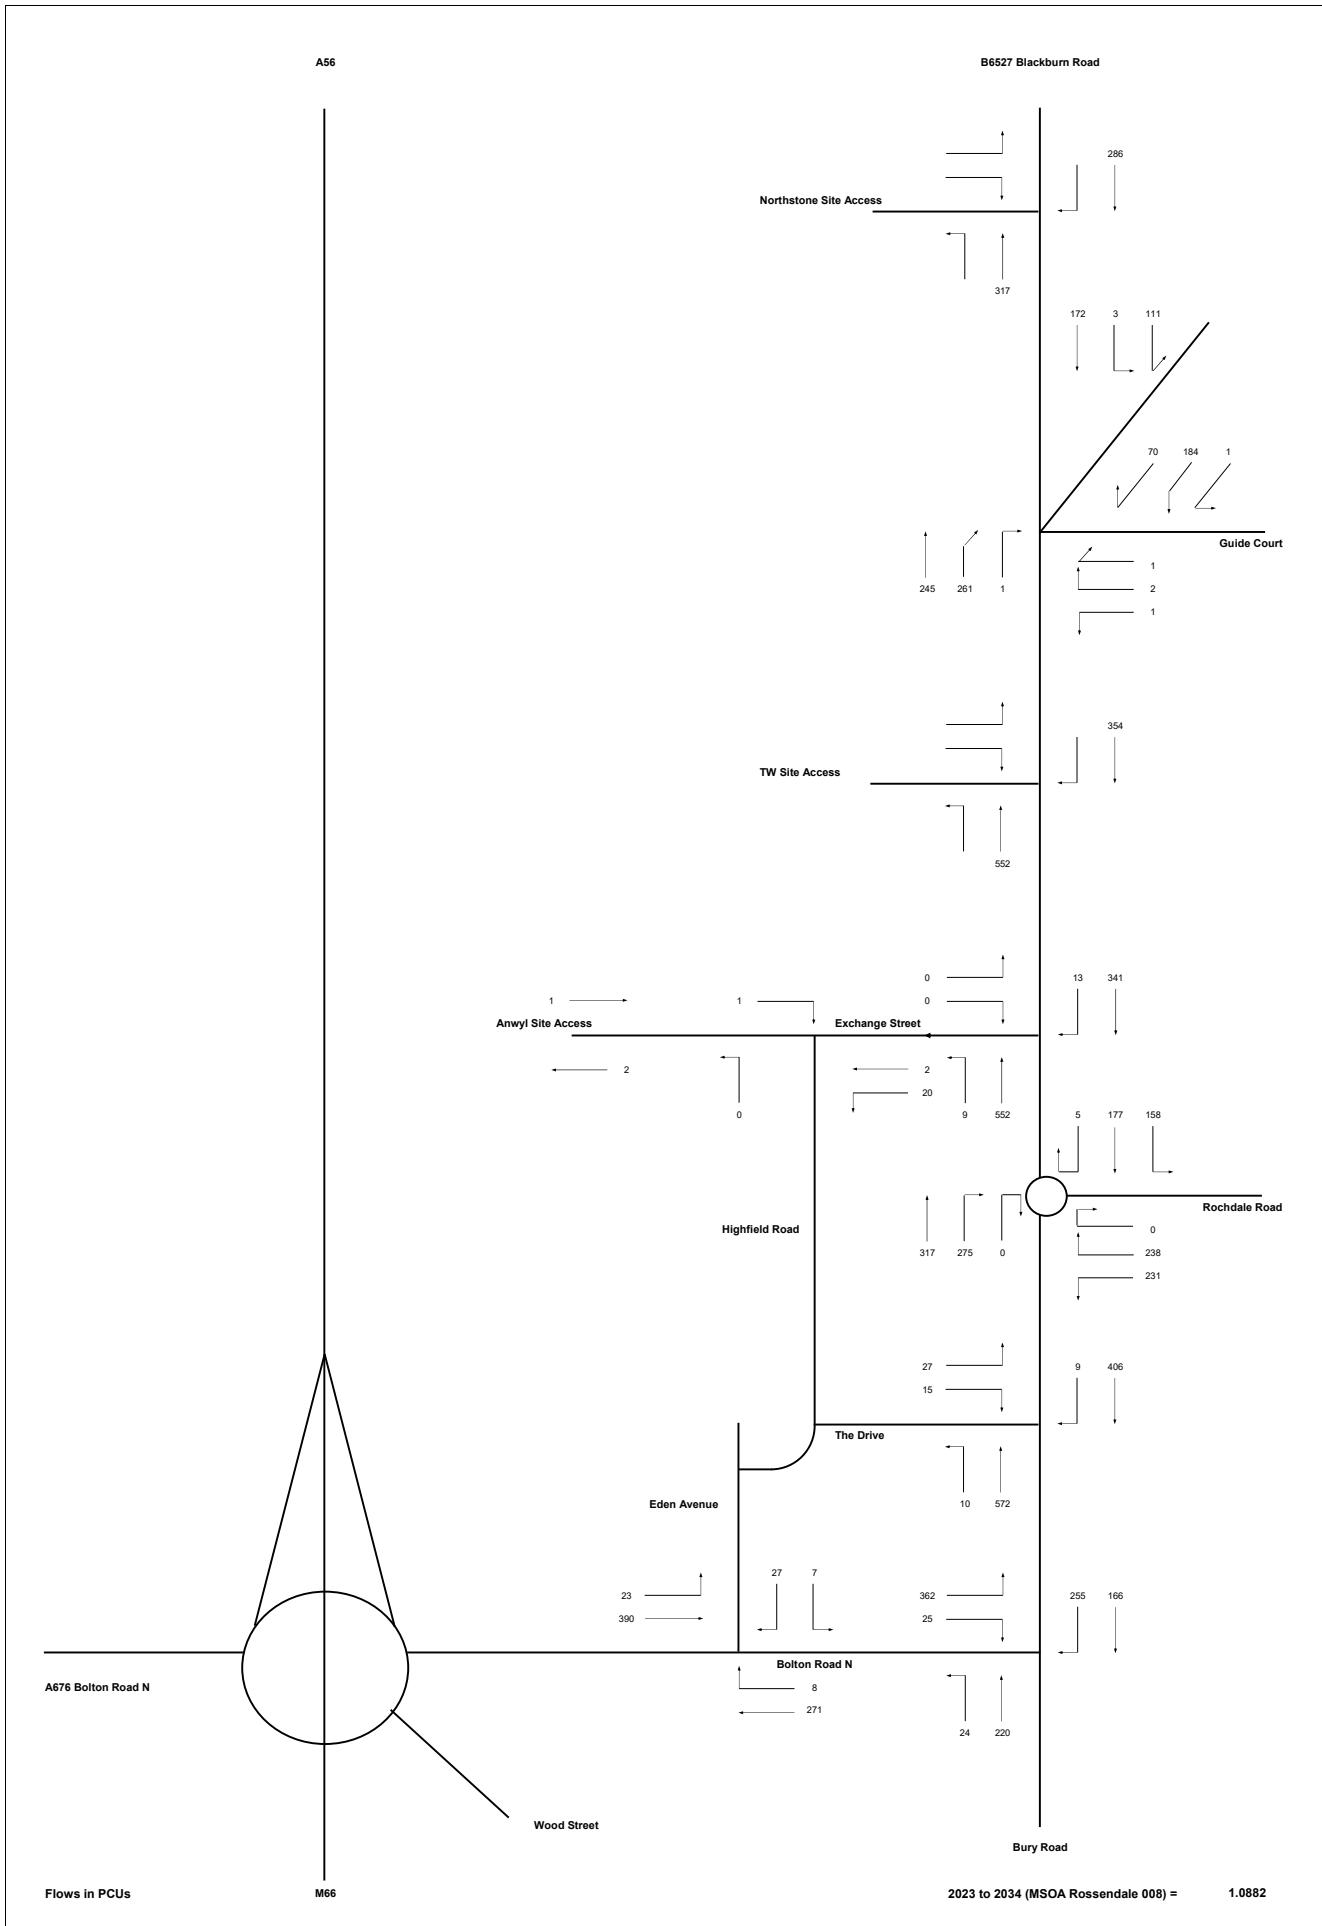 A56 B6527 Blackburn Road
286
Northstone Site Access
317
172 3 111
70 184 1
Guide Court
245 261 1
1
2
1
354
TW Site Access
552
0 13 341
1 1 0
Anwyl Site Access Exchange Street
2 2
20
0 9 552
5 177 158
Rochdale Road
Highfield Road
317 275 0
0
238
231
27 9 406
15
The Drive
Eden Avenue
10 572
27 7
23 362 255 166
390 25
Bolton Road N
A676 Bolton Road N 8
271
24 220
Wood Street
Bury Road
Flows in PCUs M66 2023 to 2034 (MSOA Rossendale 008) = 1.0882